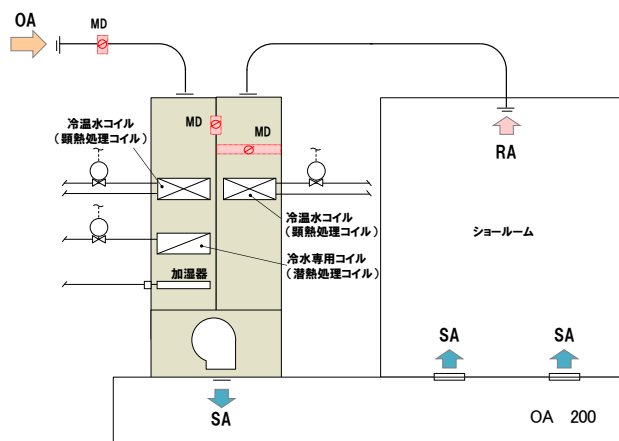 OA
MD
冷温水コイル
(顕熱処理コイル)
MD
MD
RA
冷温水コイル
(顕熱処理コイル)
ショールーム
冷水専用コイル
(潜熱処理コイル)
加湿器
SA
SA
SA
OA 200